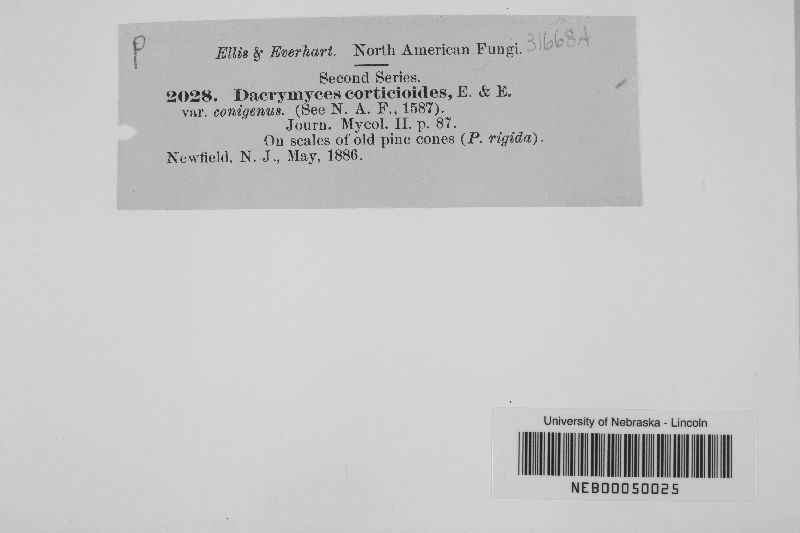 P
Ellis & Everhart. North American Fungi. 31668A
Second Series.
2028. Dacrymyces corticioides, E. & E.
var. conigenus. (See N. A. F., 1587).
Journ. Mycol. II. p. 87.
On scales of old pine cones (P. rigida).
Newfield, N. J., May, 1886.
University of Nebraska - Lincoln
NEB00050025